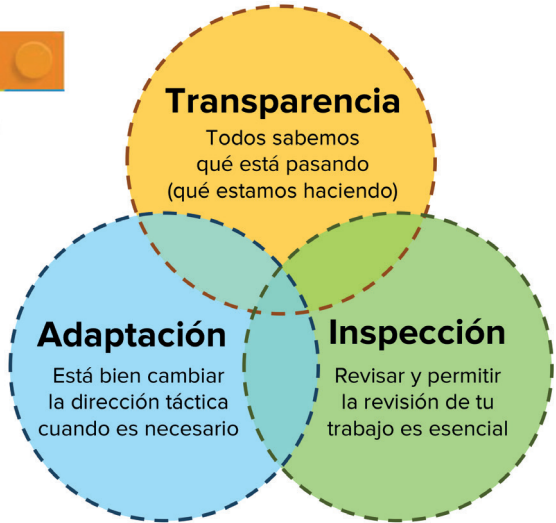 Transparencia
Todos sabemos
qué está pasando
(qué estamos haciendo)
Adaptación
Está bien cambiar
la dirección táctica
cuando es necesario
Inspección
Revisar y permitir
la revisión de tu
trabajo es esencial